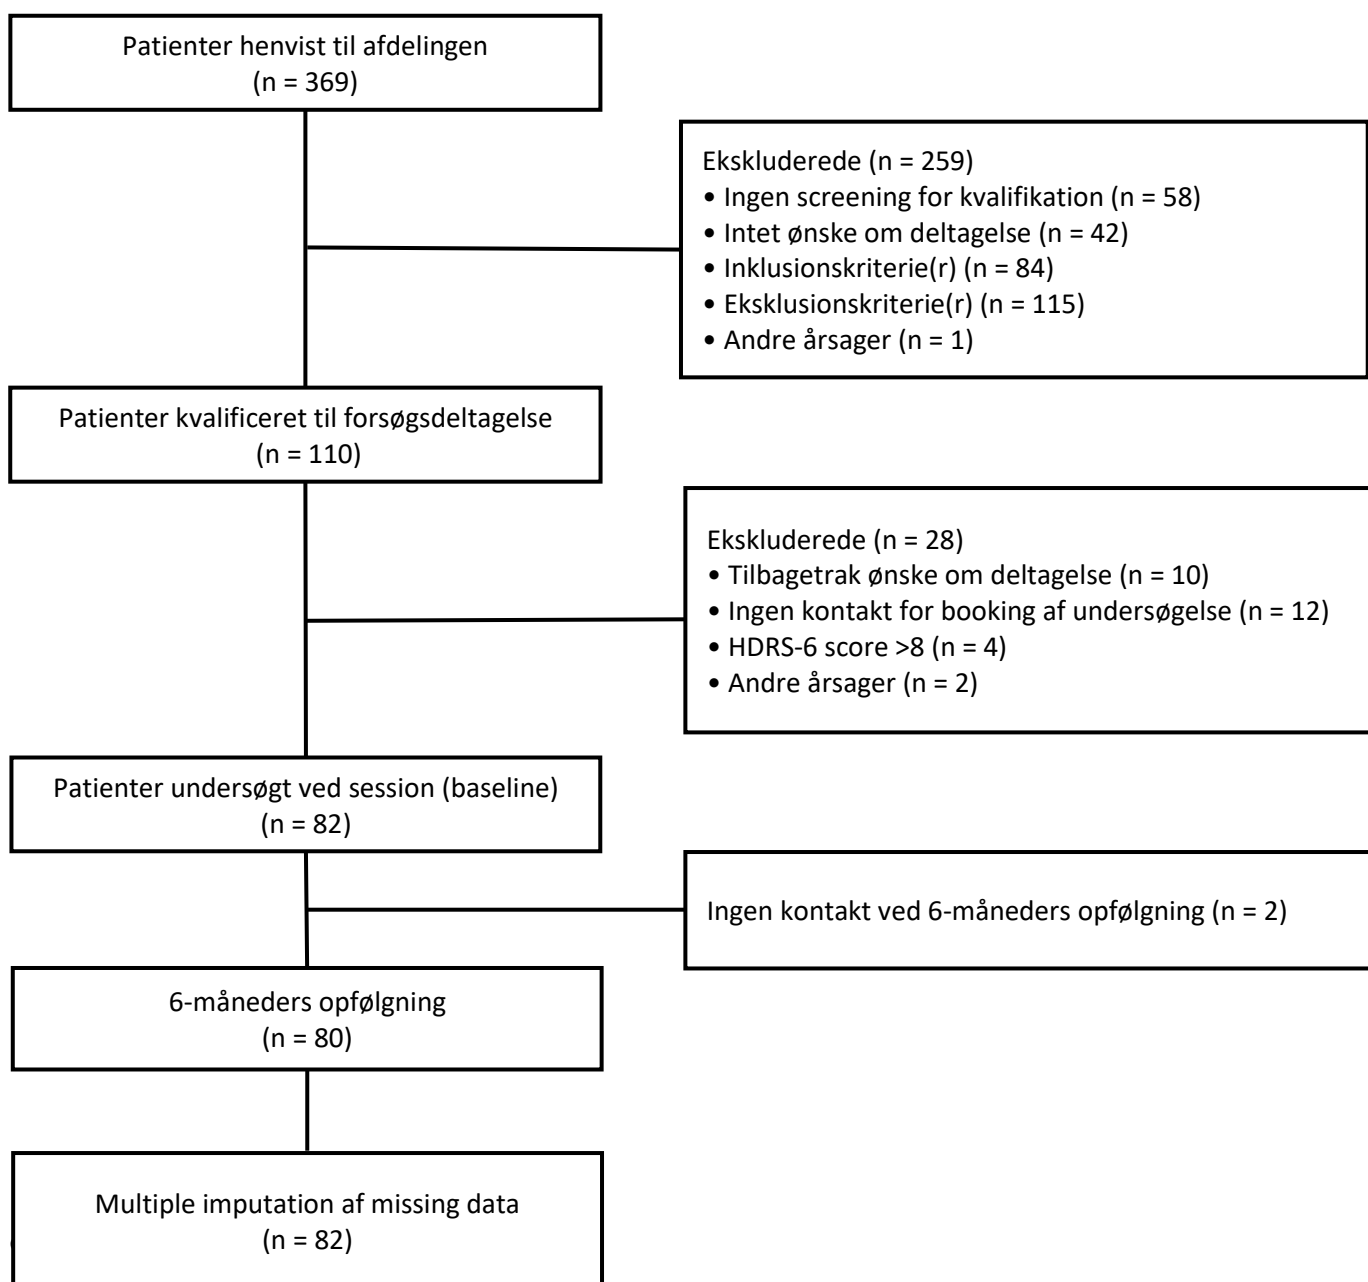 Patienter henvist til afdelingen
(n = 369)
Ekskluderede (n = 259)
• Ingen screening for kvalifikation (n = 58)
• Intet ønske om deltagelse (n = 42)
• Inklusionskriterie(r) (n = 84)
• Eksklusionskriterie(r) (n = 115)
• Andre årsager (n = 1)
Patienter kvalificeret til forsøgsdeltagelse
(n = 110)
Ekskluderede (n = 28)
• Tilbagetrak ønske om deltagelse (n = 10)
• Ingen kontakt for booking af undersøgelse (n = 12)
• HDRS-6 score >8 (n = 4)
• Andre årsager (n = 2)
Patienter undersøgt ved session (baseline)
(n = 82)
Ingen kontakt ved 6-måneders opfølgning (n = 2)
6-måneders opfølgning
(n = 80)
Multiple imputation af missing data
(n = 82)